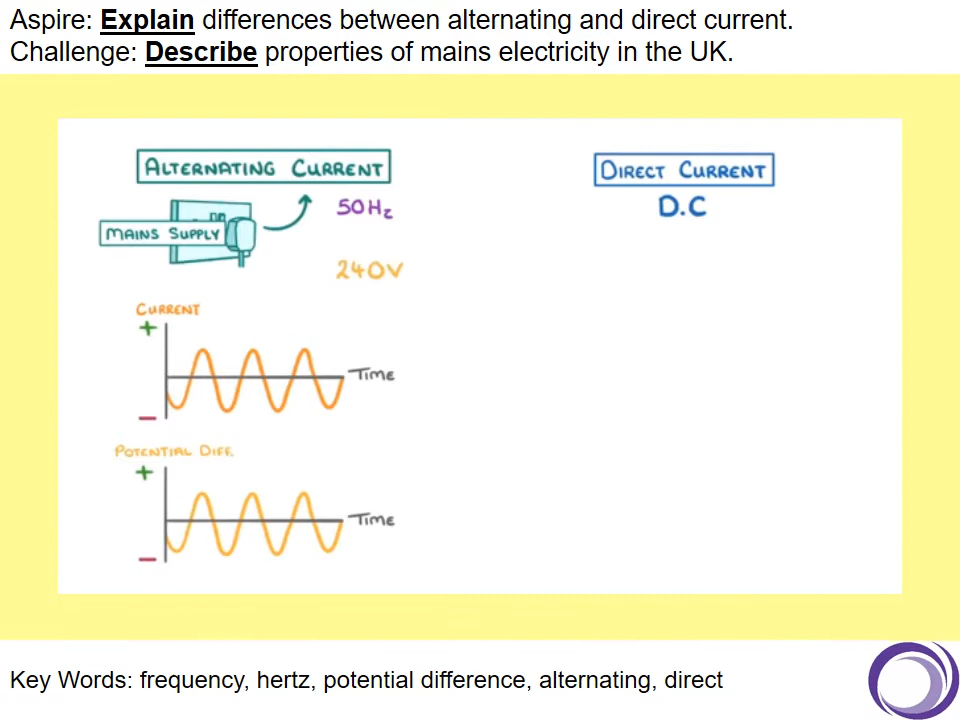 Aspire: Explain differences between alternating and direct current.
Challenge: Describe properties of mains electricity in the UK.
ALTERNATING CURRENT
MAINS SUPPLY
50Hz
240V
CURRENT
+
Time
−
POTENTIAL DIFF.
+
Time
−
DIRECT CURRENT
D.C
Key Words: frequency, hertz, potential difference, alternating, direct